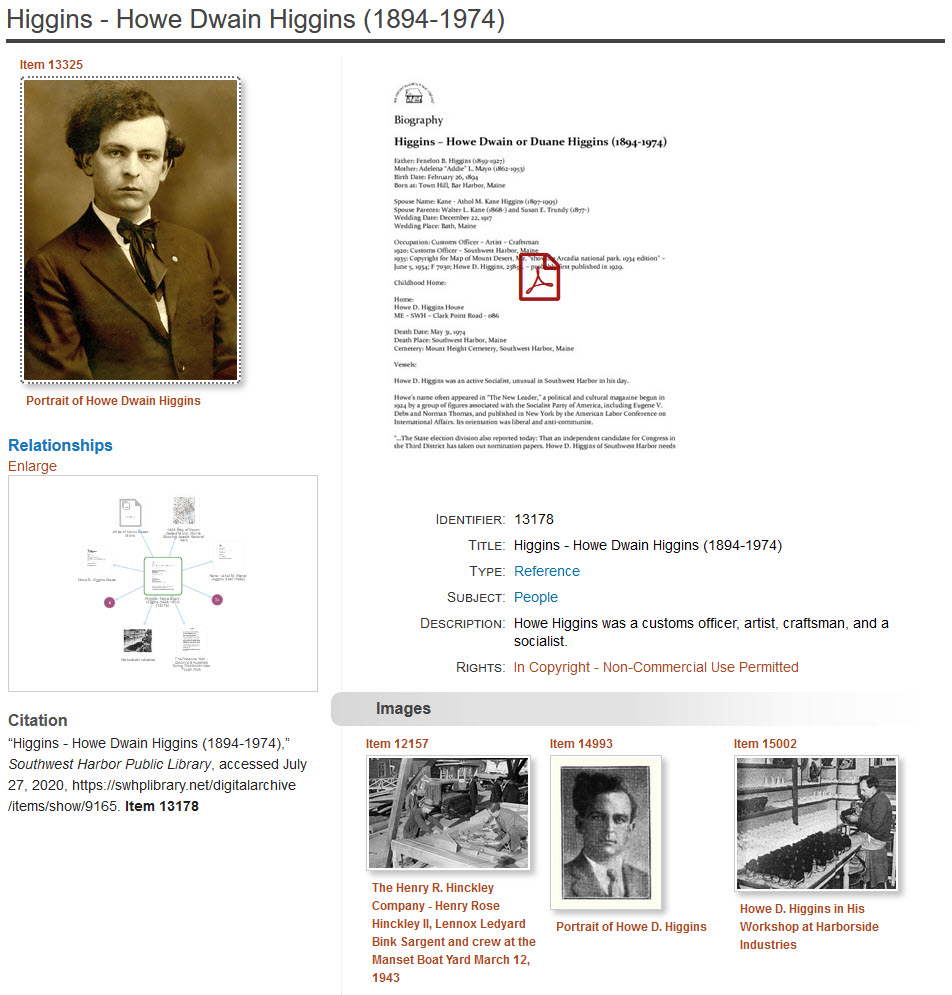 Higgins - Howe Dwain Higgins (1894-1974)
Item 13325
Portrait of Howe Dwain Higgins
Relationships
Enlarge
Howe D. Higgins House
Harborside Industries
Citation
“Higgins - Howe Dwain Higgins (1894-1974),”
Southwest Harbor Public Library, accessed July
27, 2020, https://swhplibrary.net/digitalarchive
/items/show/9165. Item 13178
Biography
Higgins – Howe Dwain or Duane Higgins (1894-1974)
Father: Fenelon B. Higgins (1859-1927)
Mother: Adelena "Addie" L. Mayo (1862-1953)
Birth Date: February 26, 1894
Born at: Town Hill, Bar Harbor, Maine
Spouse Name: Kane - Athol M. Kane Higgins (1897-1995)
Spouse Parents: Walter L. Kane (1868-) and Susan E. Trundy (1877-)
Wedding Date: December 22, 1917
Wedding Place: Bath, Maine
Occupation: Customs Officer – Artist – Craftsman
1920: Customs Officer – Southwest Harbor, Maine
1935: Copyright for Map of Mount Desert, Arcadia national park. 1934 edition" –
June 5, 1934; F 7030; Howe D. Higgins, first published in 1929.
Childhood Home:
Home:
Howe D. Higgins House
ME – SWH – Clark Point Road - 086
Death Date: May 31, 1974
Death Place: Southwest Harbor, Maine
Cemetery: Mount Height Cemetery, Southwest Harbor, Maine
Vessels:
Howe D. Higgins was an active Socialist, unusual in Southwest Harbor in his day.
Howe's name often appeared in "The New Leader," a political and cultural magazine begun in
1924 by a group of figures associated with the Socialist Party of America, including Eugene V.
Debs and Norman Thomas, and published in New York by the American Labor Conference on
International Affairs. Its orientation was liberal and anti-communist.
"...The State election division also reported today: That an independent candidate for Congress in
the Third District has taken out nomination papers. Howe D. Higgins of Southwest Harbor needs
Identifier: 13178
Title: Higgins - Howe Dwain Higgins (1894-1974)
Type: Reference
Subject: People
Description: Howe Higgins was a customs officer, artist, craftsman, and a
socialist.
Rights: In Copyright - Non-Commercial Use Permitted
Images
Item 12157
The Henry R. Hinckley
Company - Henry Rose
Hinckley II, Lennox Ledyard
Bink Sargent and crew at the
Manset Boat Yard March 12,
1943
Item 14993
Portrait of Howe D. Higgins
Item 15002
Howe D. Higgins in His
Workshop at Harborside
Industries